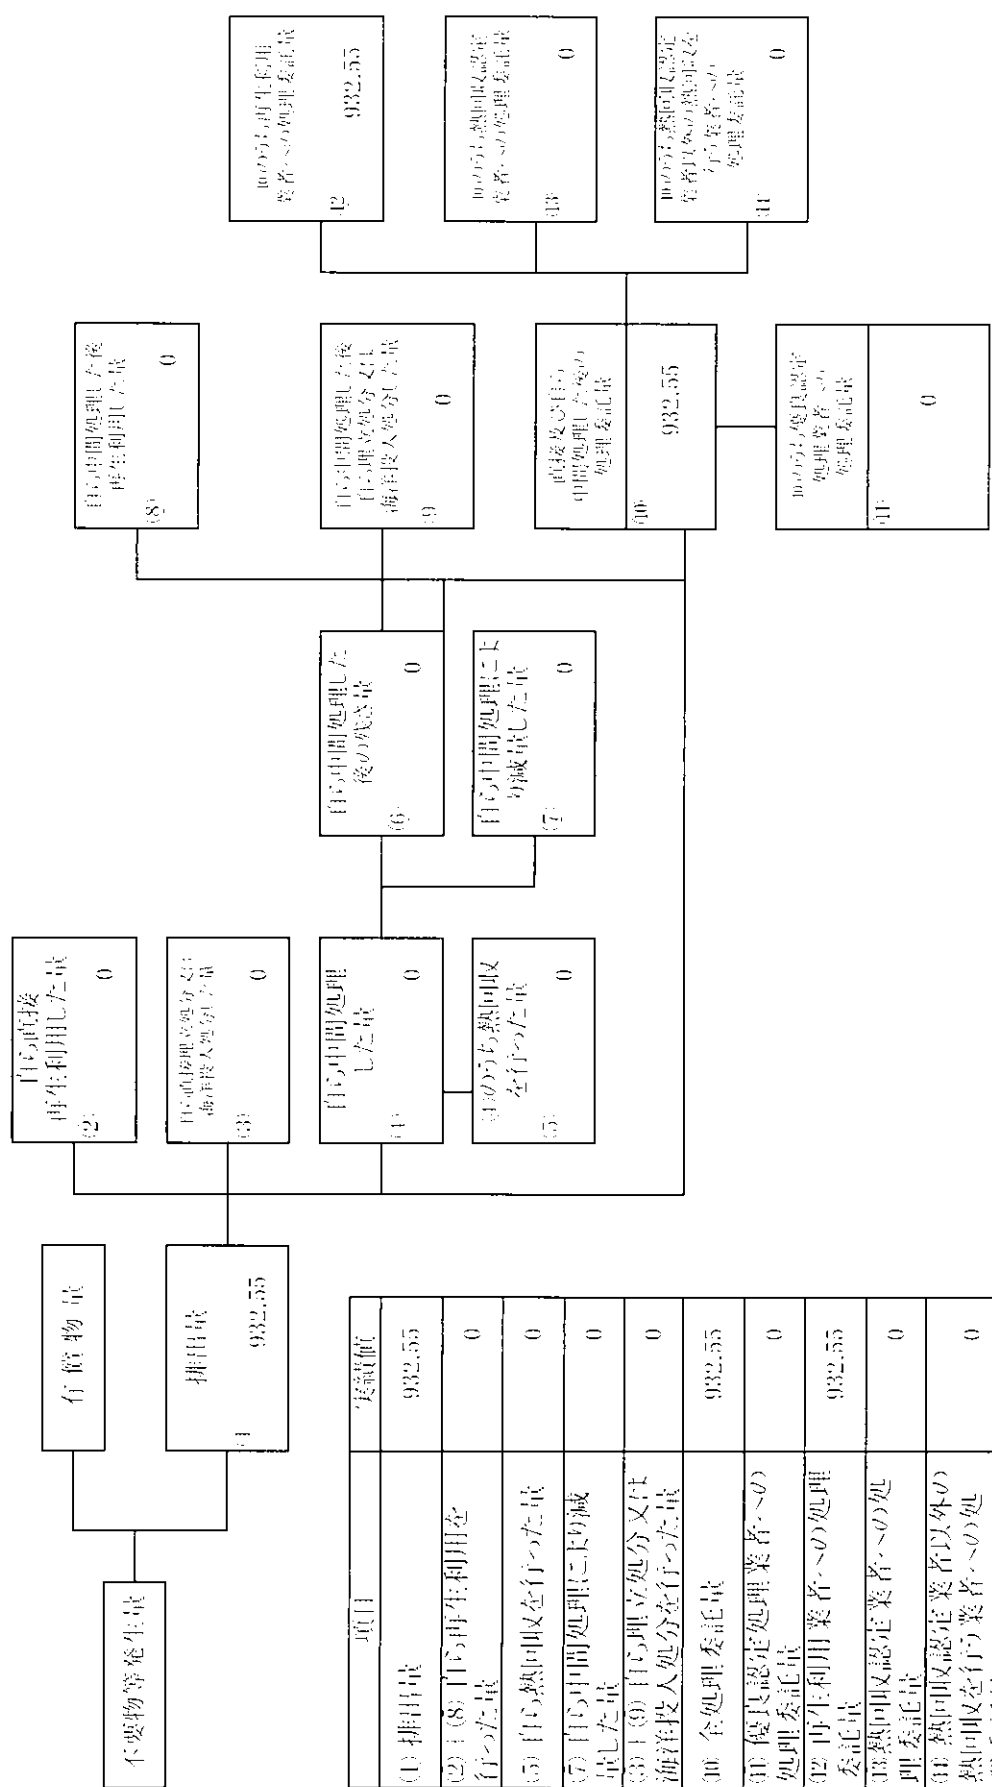 不要物等発生量
有償物量
排出量
(1)
932.55
自ら直接
再生利用した量
(2)
0
自ら直接埋立処分又は
海洋投入処分した量
(3)
0
自ら中間処理
した量
(4)
0
(4)のうち熱回収
を行った量
(5)
0
自ら中間処理した
後の残さ量
(6)
0
自ら中間処理によ
り減量した量
(7)
0
自ら中間処理した後
再生利用した量
(8)
0
自ら中間処理した後
自ら埋立処分又は
海洋投入処分した量
(9)
0
直接及び自ら
中間処理した後の
処理委託量
(10)
932.55
(10)のうち優良認定
処理業者への
処理委託量
(11)
0
(10)のうち再生利用
業者への処理委託量
(12)
932.55
(10)のうち熱回収認定
業者への処理委託量
(13)
0
(10)のうち熱回収認定
業者以外の熱回収を
行う業者への
処理委託量
(14)
0
項目 実績値
(1) 排出量 932.55
(2)+(8) 自ら再生利用を
行った量 0
(5) 自ら熱回収を行った量 0
(7) 自ら中間処理により減
量した量 0
(3)+(9) 自ら埋立処分又は
海洋投入処分を行った量 0
(10) 全処理委託量 932.55
(11) 優良認定処理業者への
処理委託量 0
(12) 再生利用業者への処理
委託量 932.55
(13)熱回収認定業者への処
理委託量 0
(14) 熱回収認定業者以外の
熱回収を行う業者への処 0